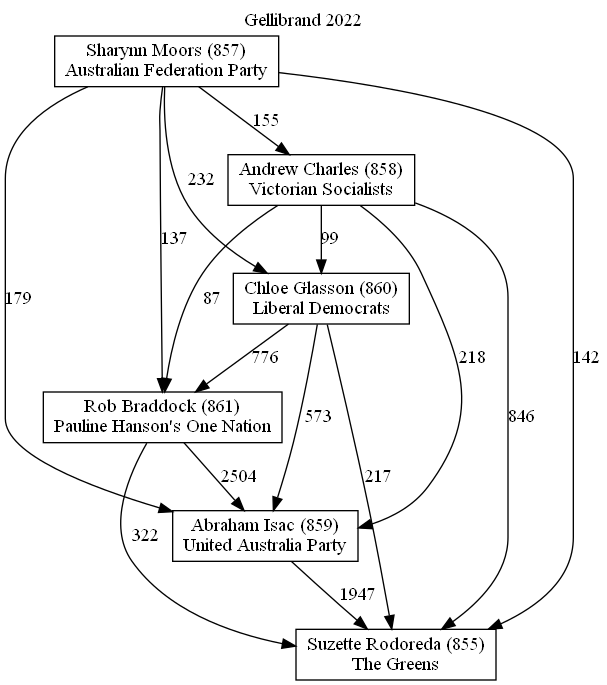 Gellibrand 2022
Sharynn Moors (857)
Australian Federation Party
155
Andrew Charles (858)
Victorian Socialists
232
137
99
179
87
Chloe Glasson (860)
Liberal Democrats
776
218
142
573
846
Rob Braddock (861)
Pauline Hanson's One Nation
2504
217
322
Abraham Isac (859)
United Australia Party
1947
Suzette Rodoreda (855)
The Greens